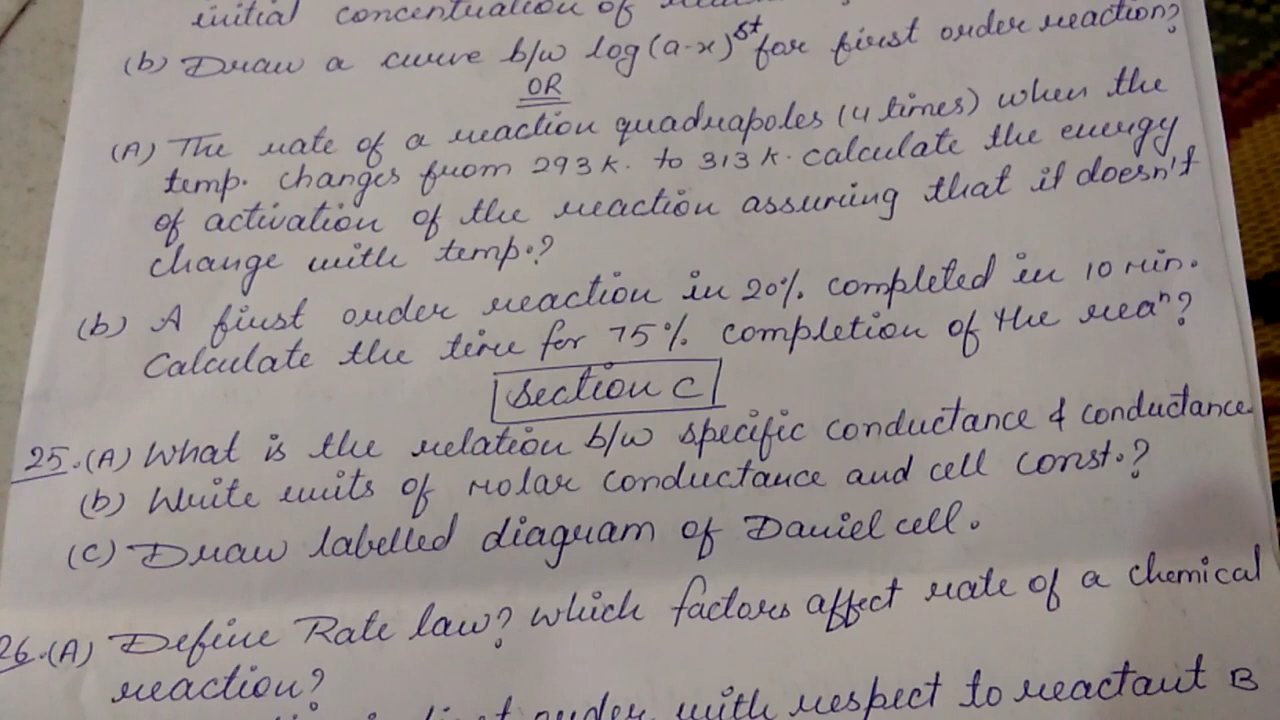 initial concentration of
(b) Draw a curve b/w log(a-x) &t for first order reaction?
OR
(A) The rate of a reaction quadrapoles (4 times) when the
temp. changes from 293 K. to 313 K. calculate the energy
of activation of the reaction assuming that it doesn't
change with temp.?
(b) A first order reaction in 20% completed in 10 min.
Calculate the time for 75% completion of the reaⁿ?
Section C
25.(A) What is the relation b/w specific conductance & conductance
(b) Write units of molar conductance and cell const.?
(C) Draw labelled diagram of Daniel cell.
26.(A) Define Rate law? which factors affect rate of a chemical
reaction?
order with respect to reactant B